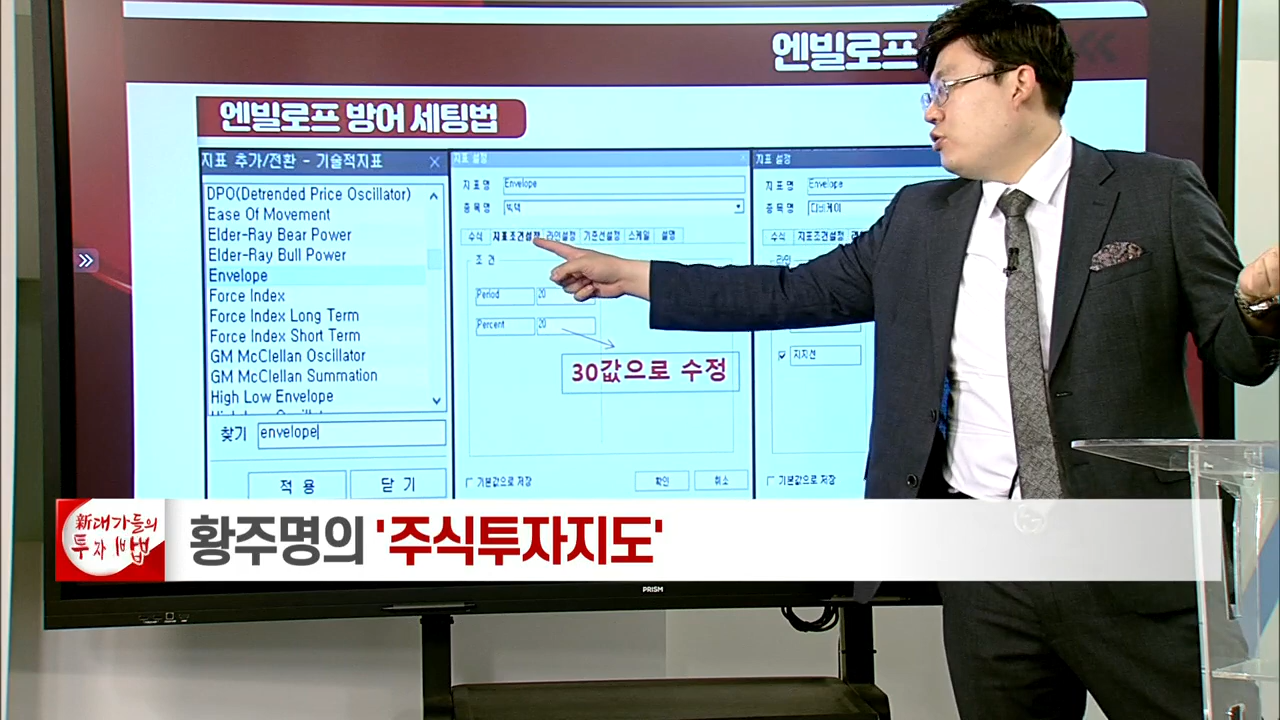 엔빌로프
엔빌로프 방어 세팅법
지표 추가/전환 - 기술적지표
DPO(Detrended Price Oscillator)
Ease Of Movement
Elder-Ray Bear Power
Elder-Ray Bull Power
Envelope
Force Index
Force Index Long Term
Force Index Short Term
GM McClellan Oscillator
GM McClellan Summation
High Low Envelope
찾기 envelope
적 용 닫 기
지표 설정
지표명 Envelope
종목명 빅텍
수식 지표조건설정 라인설정 기준선설정 스케일 설명
조 건
Period 20
Percent 20
30값으로 수정
기본값으로 저장 확인 취소
지표 설정
지표명 Envelope
종목명 디바케이
수식 지표조건설정
라인
지지선
기본값으로 저장
新대가들의
투자비법
황주명의 '주식투자지도'
PRISM